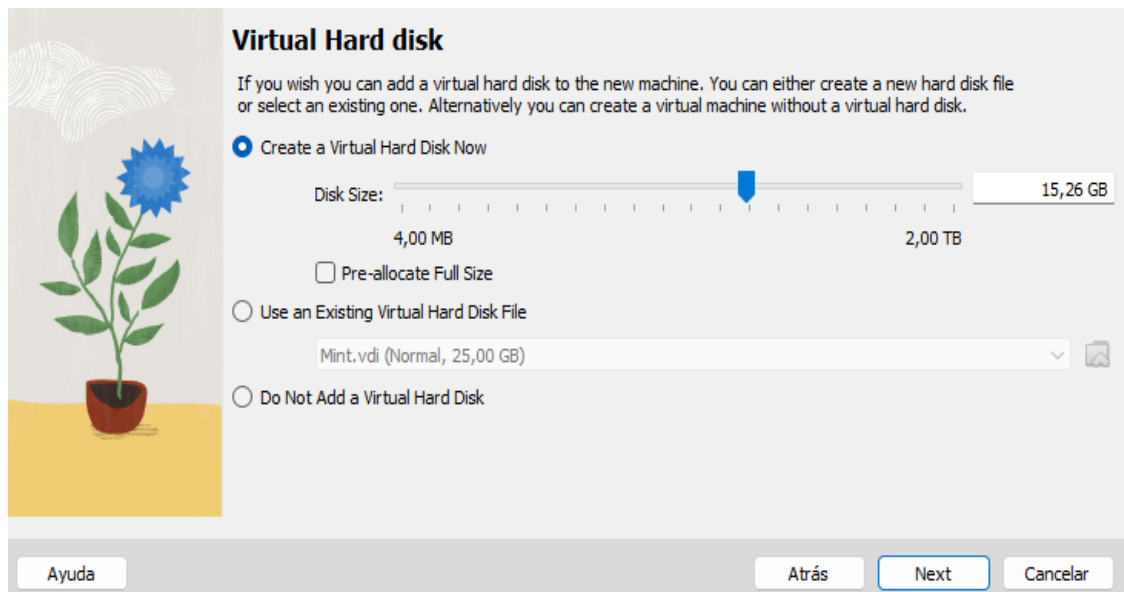 Virtual Hard disk
If you wish you can add a virtual hard disk to the new machine. You can either create a new hard disk file
or select an existing one. Alternatively you can create a virtual machine without a virtual hard disk.
Create a Virtual Hard Disk Now
Disk Size:
15,26 GB
4,00 MB
2,00 TB
Pre-allocate Full Size
Use an Existing Virtual Hard Disk File
Mint.vdi (Normal, 25,00 GB)
Do Not Add a Virtual Hard Disk
Ayuda
Atrás
Next
Cancelar